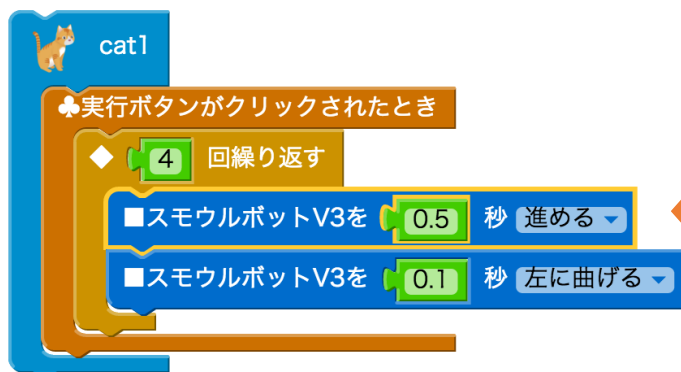 cat1
♣実行ボタンがクリックされたとき
◆ 4 回繰り返す
■スモウルボットV3を 0.5 秒 進める
■スモウルボットV3を 0.1 秒 左に曲げる